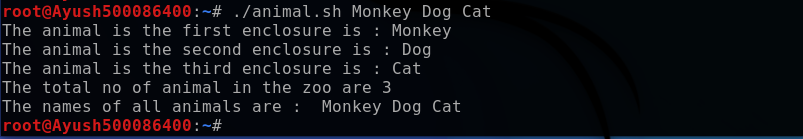 root@Ayush500086400:~# ./animal.sh Monkey Dog Cat
The animal is the first enclosure is : Monkey
The animal is the second enclosure is : Dog
The animal is the third enclosure is : Cat
The total no of animal in the zoo are 3
The names of all animals are :  Monkey Dog Cat
root@Ayush500086400:~#